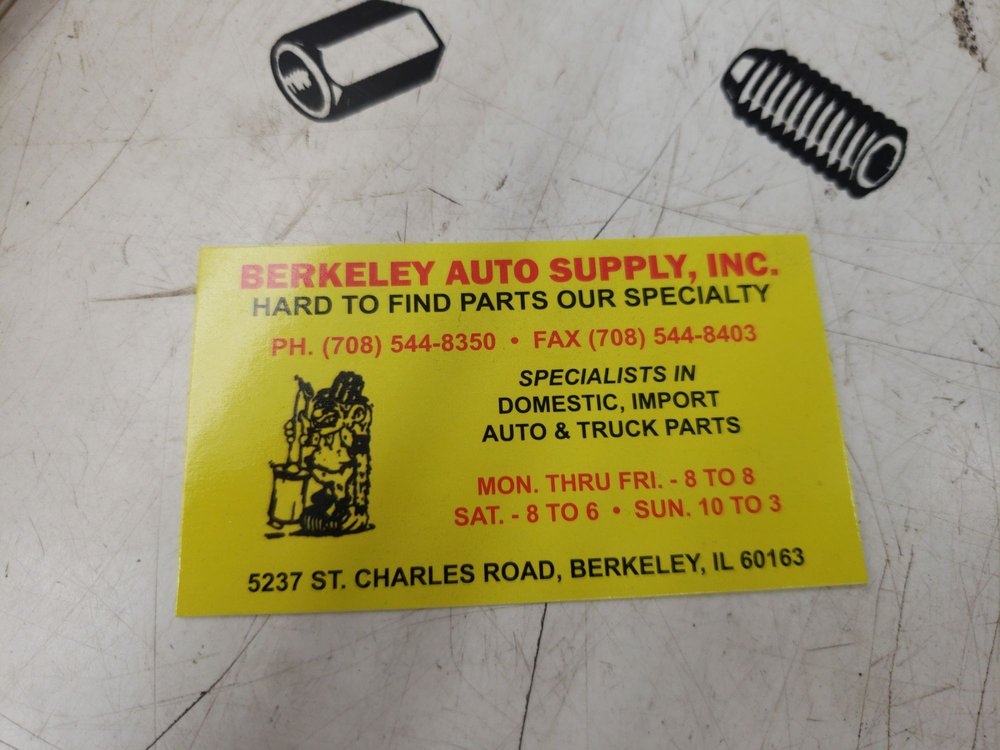 BERKELEY AUTO SUPPLY, INC.
HARD TO FIND PARTS OUR SPECIALTY
PH. (708) 544-8350 • FAX (708) 544-8403
SPECIALISTS IN
DOMESTIC, IMPORT
AUTO & TRUCK PARTS
MON. THRU FRI. - 8 TO 8
SAT. - 8 TO 6 • SUN. 10 TO 3
5237 ST. CHARLES ROAD, BERKELEY, IL 60163